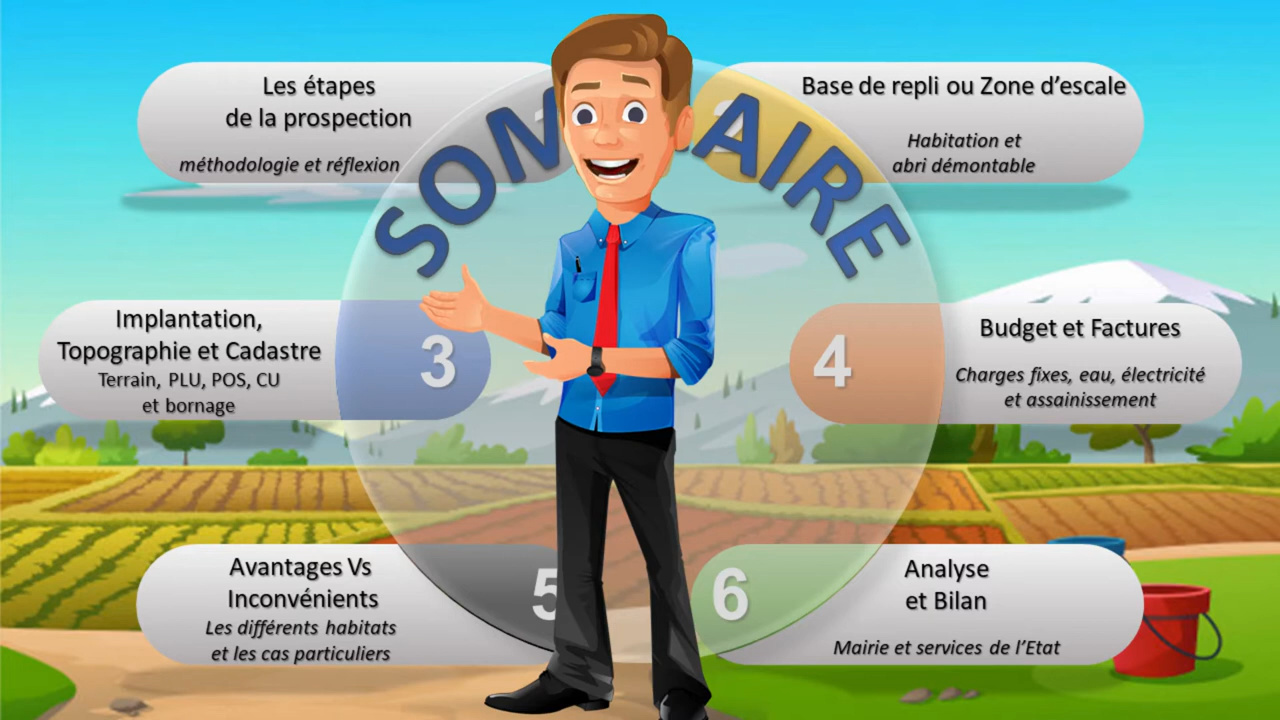 SOMMAIRE
Les étapes
de la prospection
méthodologie et réflexion
2
Base de repli ou Zone d'escale
Habitation et
abri démontable
Implantation,
Topographie et Cadastre
Terrain, PLU, POS, CU
et bornage
3
4
Budget et Factures
Charges fixes, eau, électricité
et assainissement
Avantages Vs
Inconvénients
Les différents habitats
et les cas particuliers
5
6
Analyse
et Bilan
Mairie et services de l'Etat